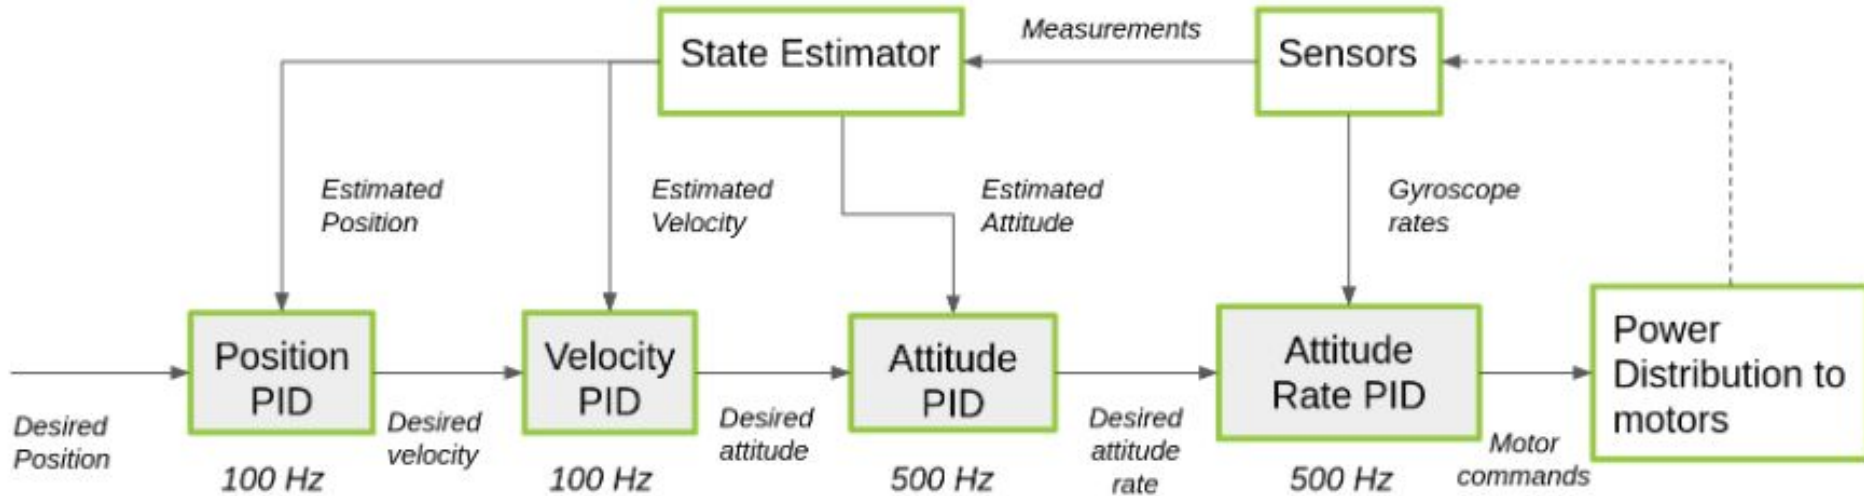 State Estimator
Measurements
Sensors
Estimated
Position
Estimated
Velocity
Estimated
Attitude
Gyroscope
rates
Desired
Position
Position
PID
100 Hz
Desired
velocity
Velocity
PID
100 Hz
Desired
attitude
Attitude
PID
500 Hz
Desired
attitude
rate
Attitude
Rate PID
500 Hz
Motor
commands
Power
Distribution to
motors